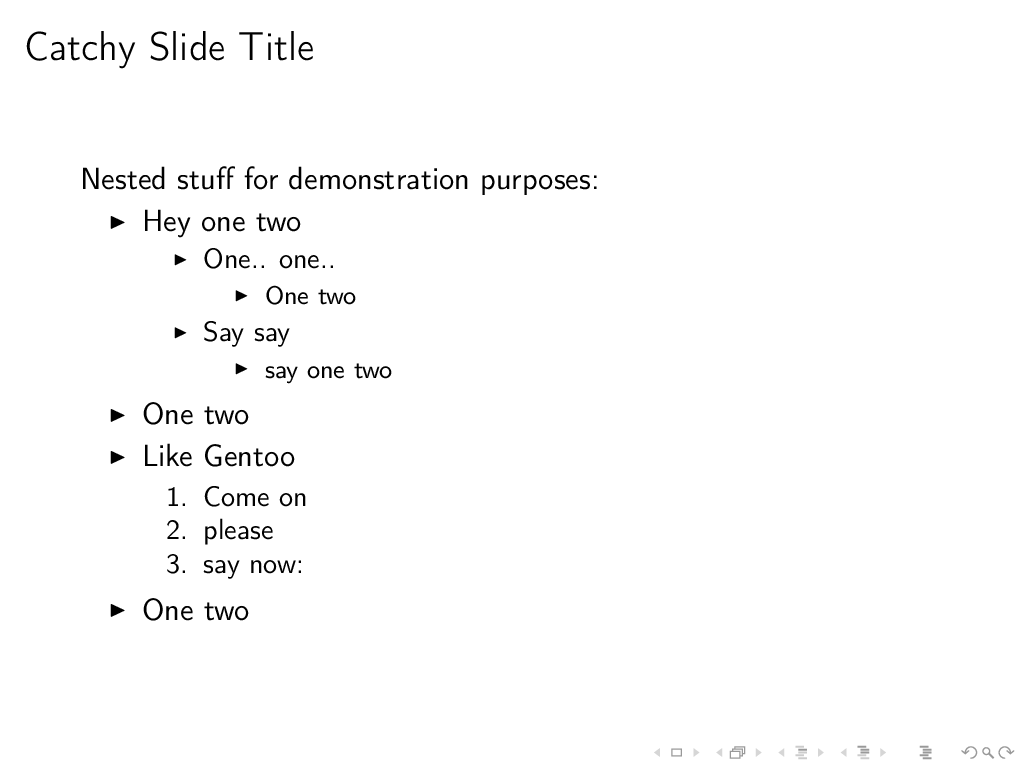 Catchy Slide Title
Nested stuff for demonstration purposes:
Hey one two
One.. one..
One two
Say say
say one two
One two
Like Gentoo
1. Come on
2. please
3. say now:
One two